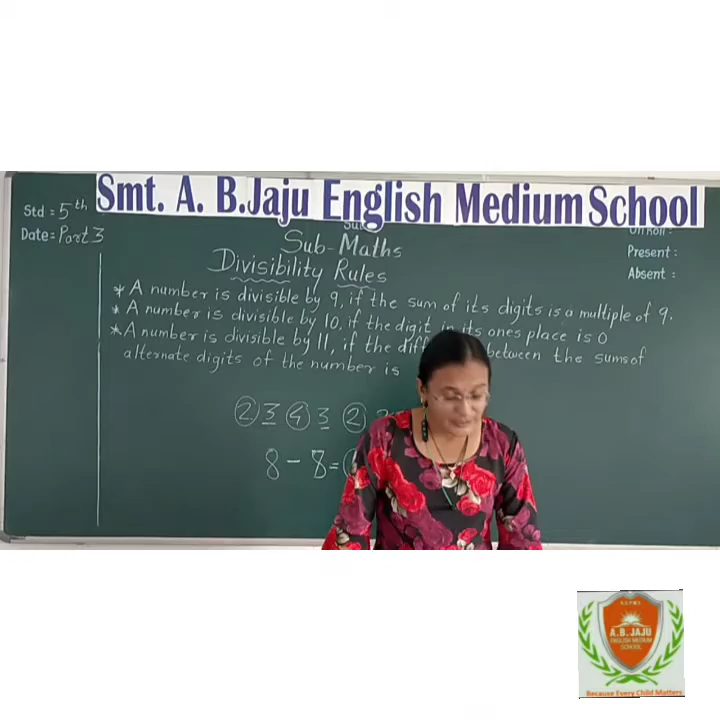 Smt. A. B.Jaju English Medium School
Std = 5th
Date = Part 3
Sub-Maths
Present :
Absent :
Divisibility Rules
* A number is divisible by 9, if the sum of its digits is a multiple of 9.
* A number is divisible by 10, if the digit in its ones place is 0
* A number is divisible by 11, if the between the sums of
alternate digits of the number is
2 3 4 3 2
8 - 8 =
A.B.JAJU
ENGLISH MEDIUM
SCHOOL
Because Every Child Matters